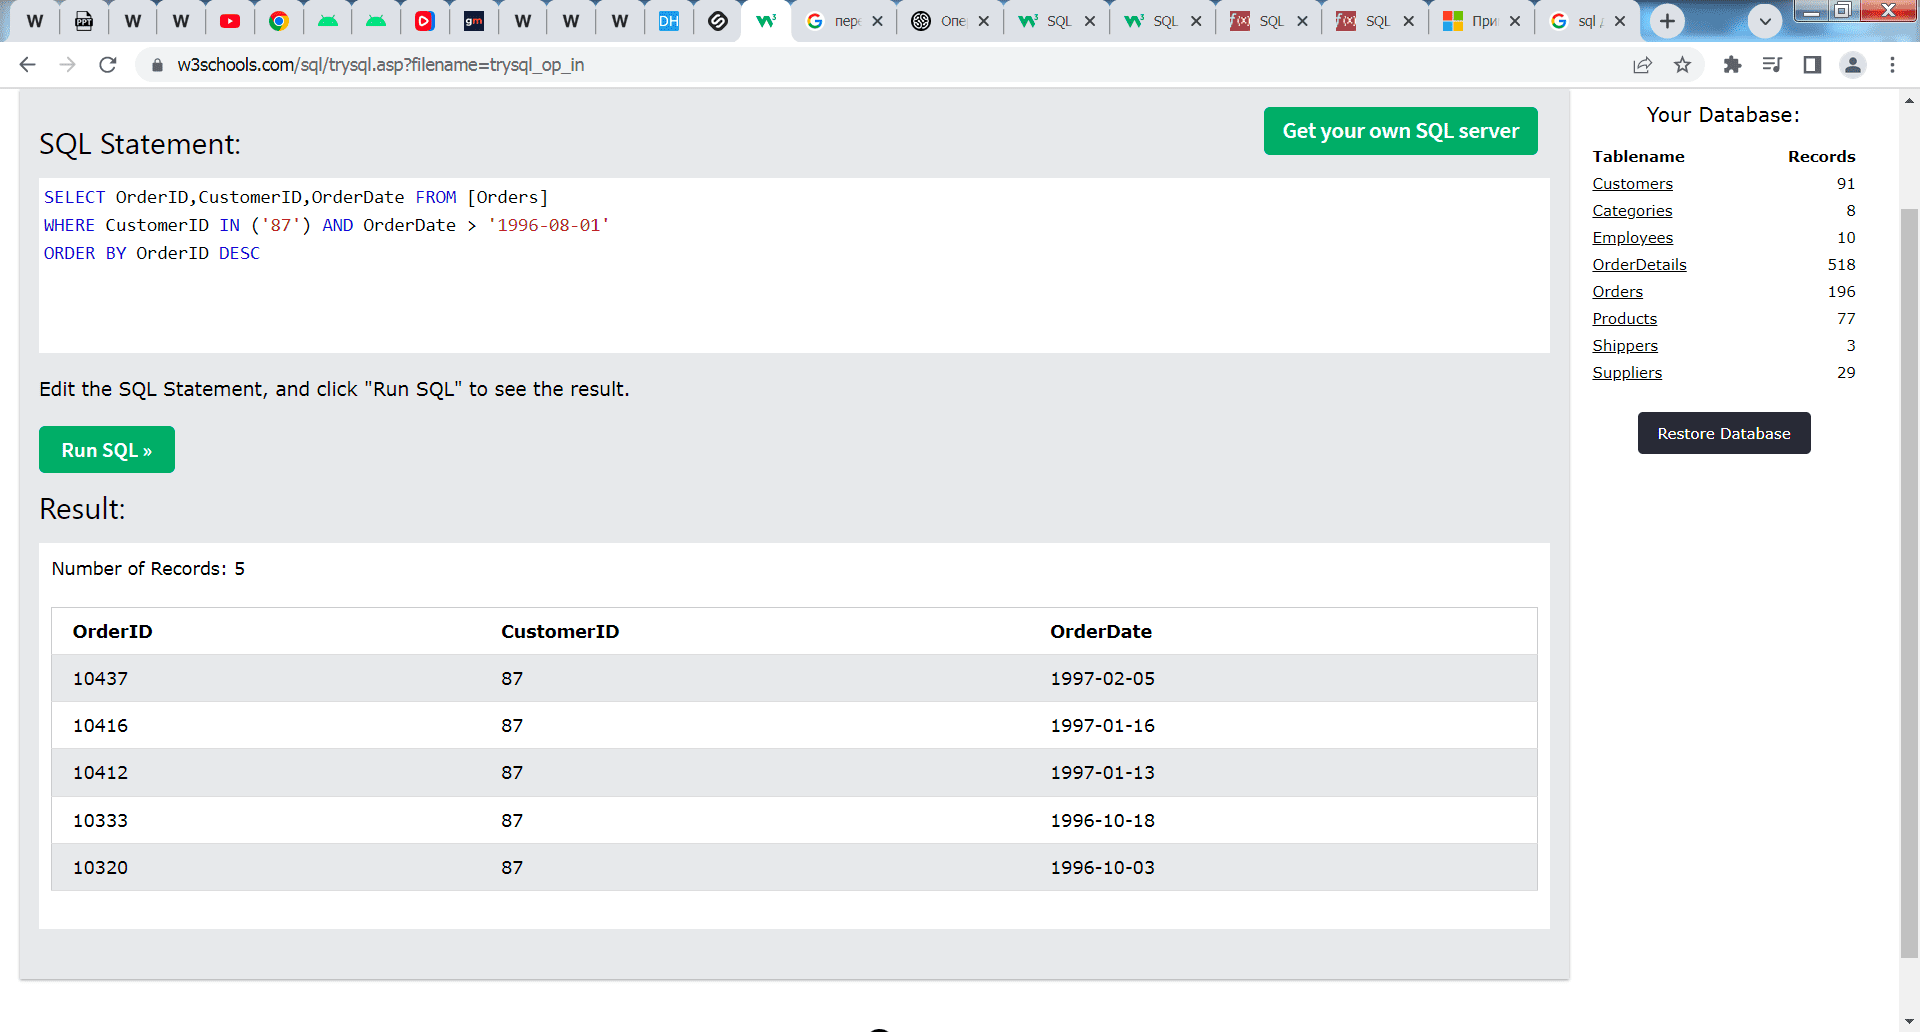 W PPT W W gm W W W DH пер Опе SQL SQL SQL SQL При sql
w3schools.com/sql/trysql.asp?filename=trysql_op_in
SQL Statement:
Get your own SQL server
SELECT OrderID,CustomerID,OrderDate FROM [Orders]
WHERE CustomerID IN ('87') AND OrderDate > '1996-08-01'
ORDER BY OrderID DESC
Edit the SQL Statement, and click "Run SQL" to see the result.
Run SQL »
Result:
Number of Records: 5
OrderID CustomerID OrderDate
10437 87 1997-02-05
10416 87 1997-01-16
10412 87 1997-01-13
10333 87 1996-10-18
10320 87 1996-10-03
Your Database:
Tablename Records
Customers 91
Categories 8
Employees 10
OrderDetails 518
Orders 196
Products 77
Shippers 3
Suppliers 29
Restore Database